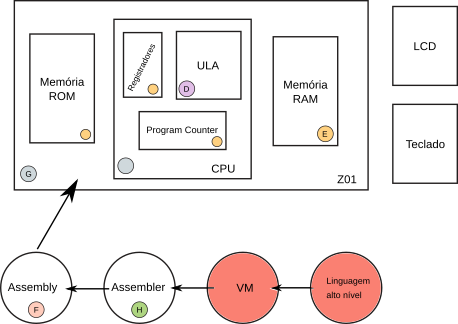 Memória
ROM
Registradores
ULA
D
Program Counter
CPU
Memória
RAM
E
G
Z01
LCD
Teclado
Assembly
F
Assembler
H
VM
Linguagem
alto nível